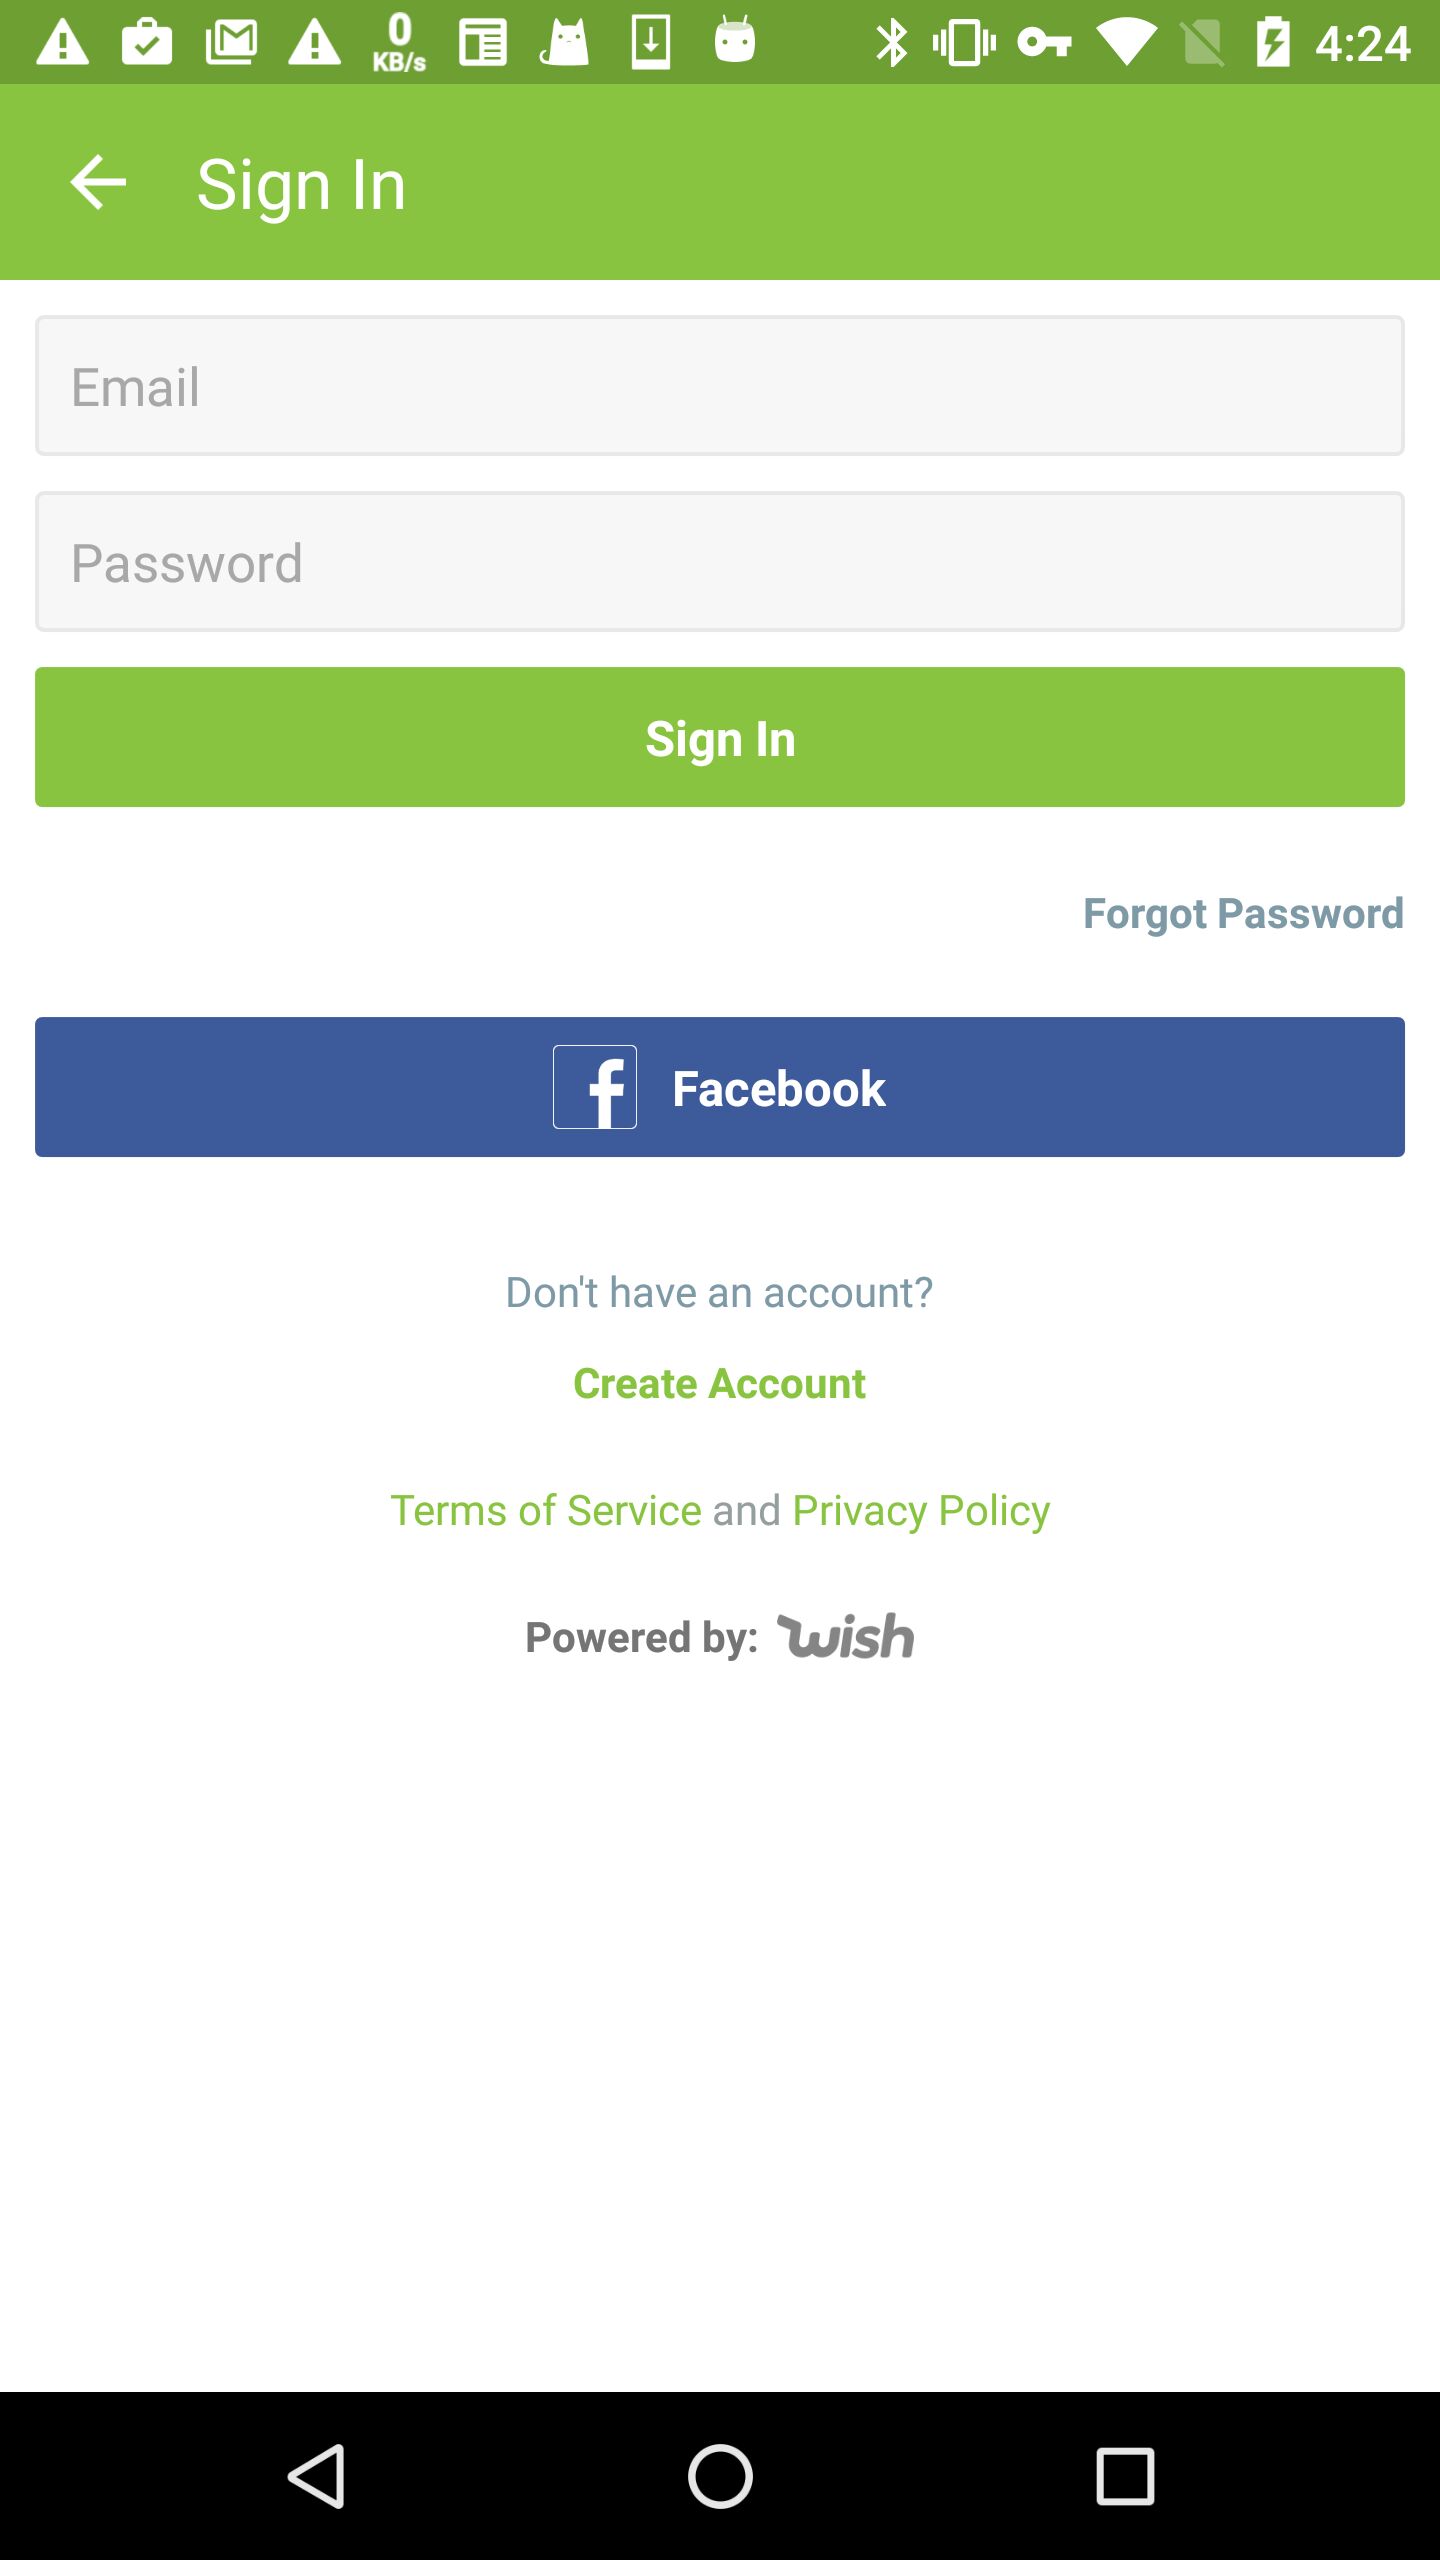 0
KB/s
4:24
Sign In
Email
Password
Sign In
Forgot Password
f Facebook
Don't have an account?
Create Account
Terms of Service and Privacy Policy
Powered by: wish